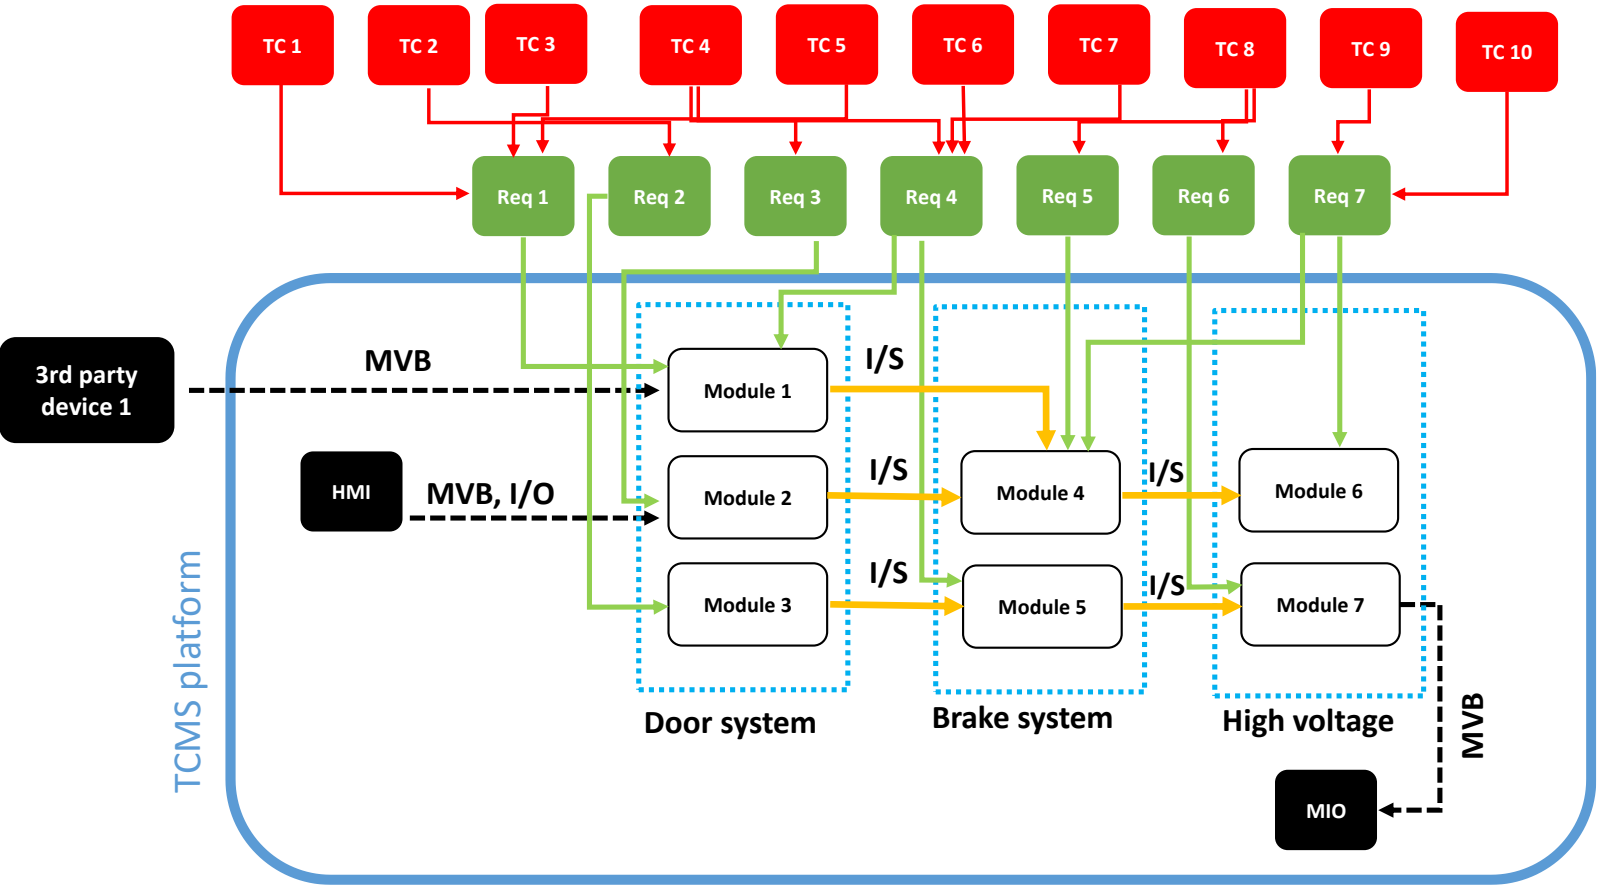 TC 1
TC 2
TC 3
TC 4
TC 5
TC 6
TC 7
TC 8
TC 9
TC 10
Req 1
Req 2
Req 3
Req 4
Req 5
Req 6
Req 7
3rd party
device 1
MVB
I/S
Module 1
HMI
MVB, I/O
Module 2
I/S
Module 4
I/S
Module 6
Module 3
I/S
Module 5
I/S
Module 7
TCMS platform
Door system
Brake system
High voltage
MVB
MIO